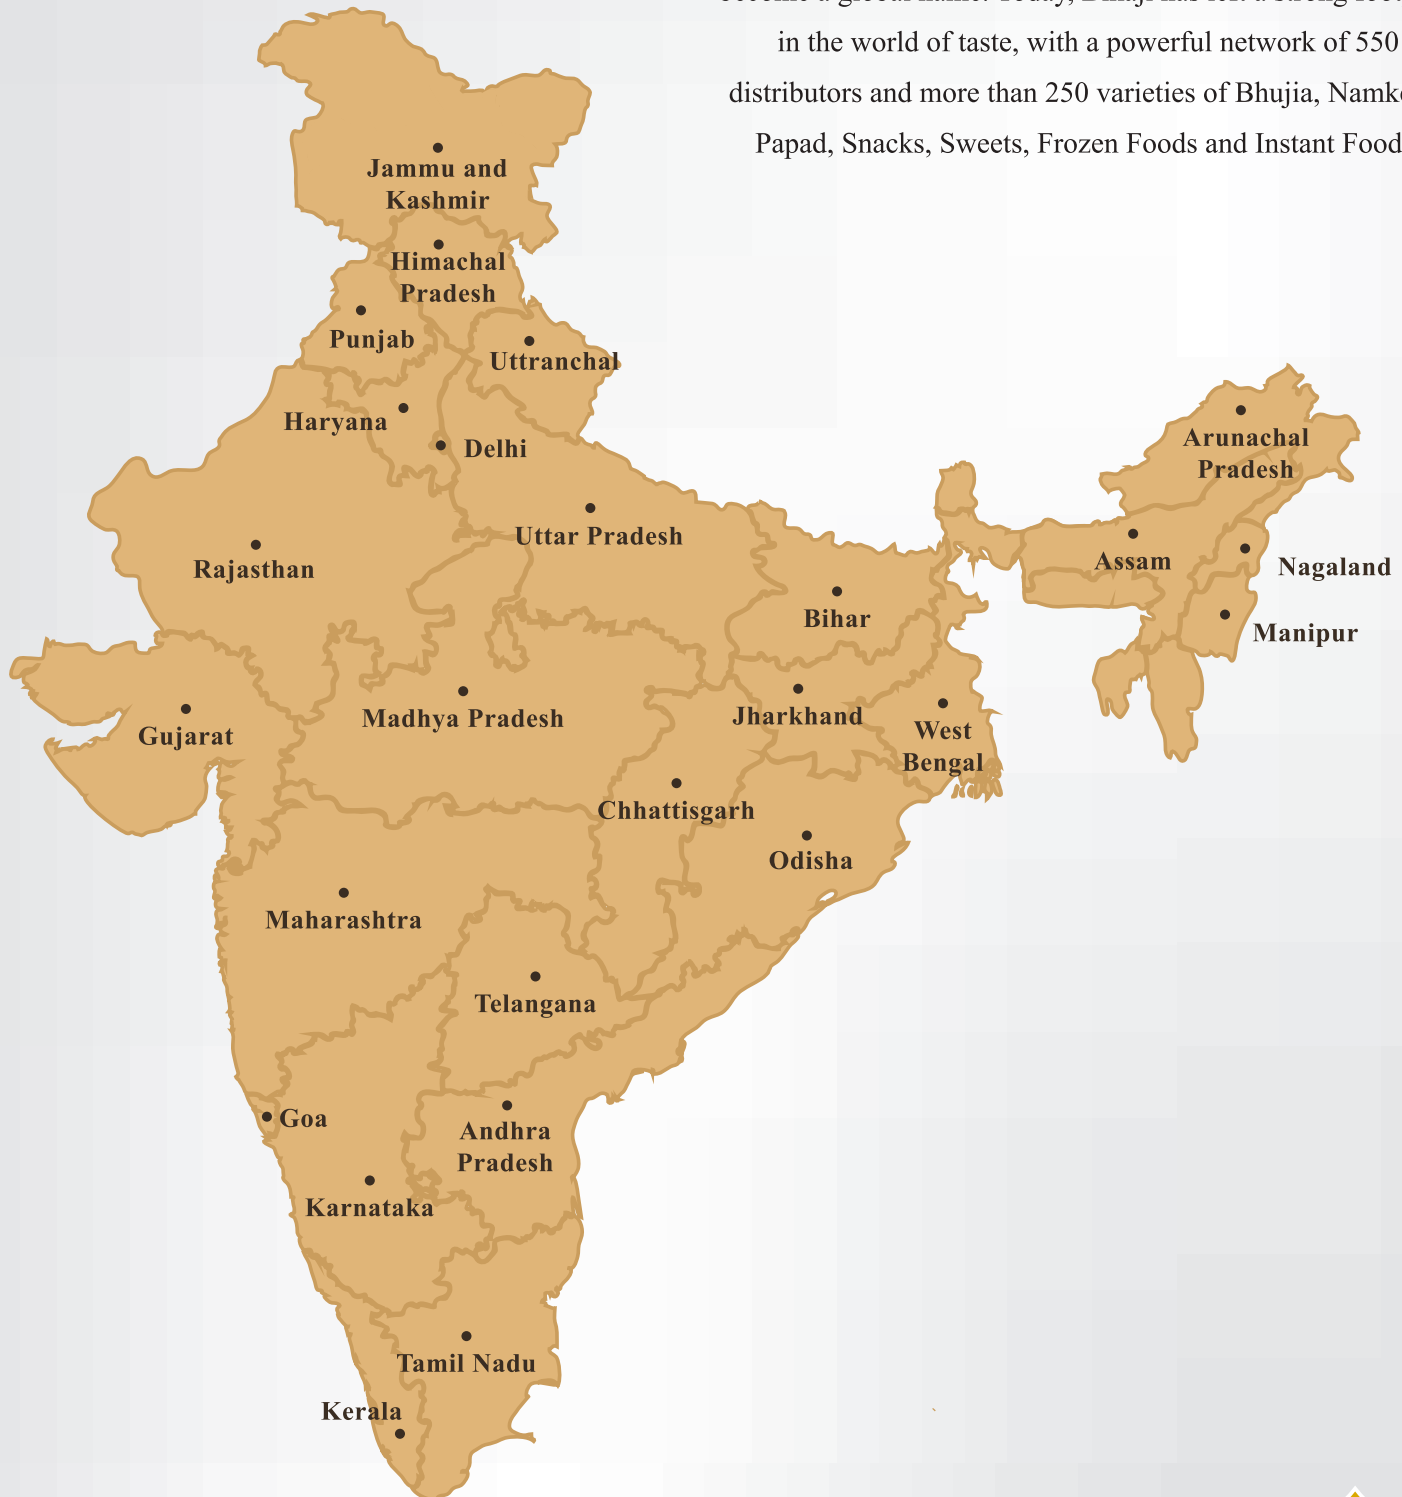 in the world of taste, with a powerful network of 550
distributors and more than 250 varieties of Bhujia,
Papad, Snacks, Sweets, Frozen Foods and Instant
Jammu and
Kashmir
Himachal
Pradesh
Punjab
Uttranchal
Haryana
Delhi
Arunachal
Pradesh
Uttar Pradesh
Rajasthan
Assam
Nagaland
Bihar
Manipur
Madhya Pradesh
Jharkhand
Gujarat
West
Bengal
Chhattisgarh
Odisha
Maharashtra
Telangana
Goa
Andhra
Pradesh
Karnataka
Tamil Nadu
Kerala